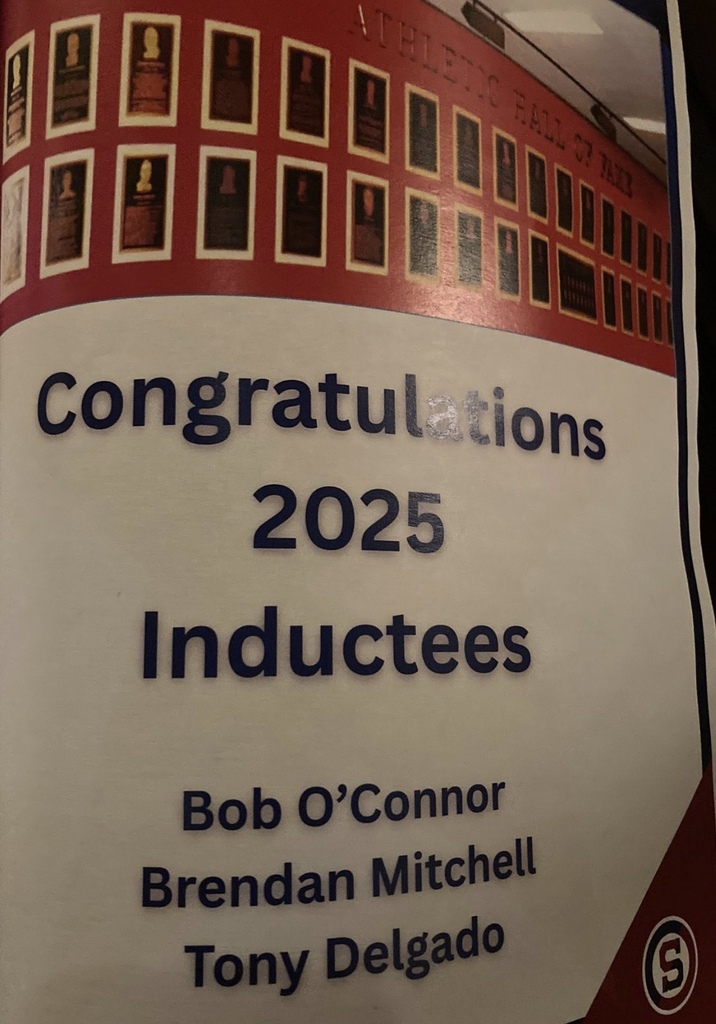 ATHLETIC HALL OF FAME
Congratulations
2025
Inductees
Bob O'Connor
Brendan Mitchell
Tony Delgado
S